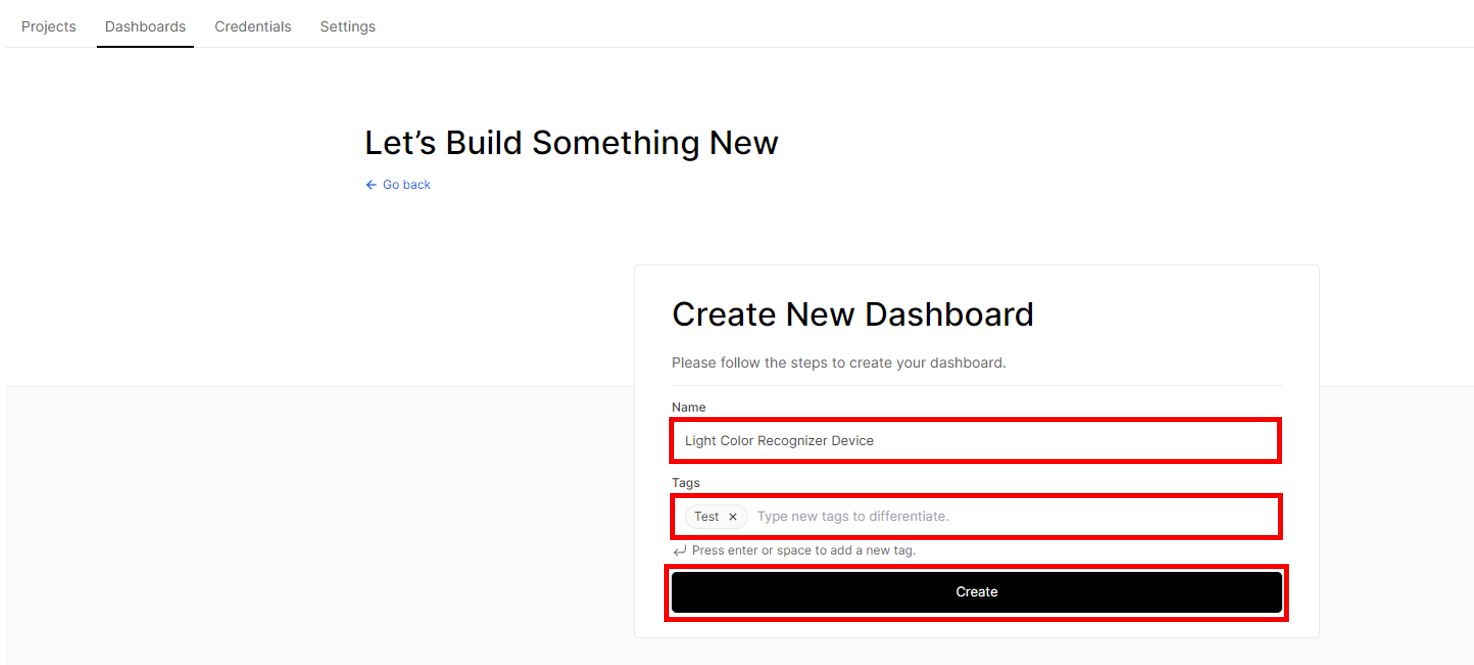 Projects Dashboards Credentials Settings
Let’s Build Something New
← Go back
Create New Dashboard
Please follow the steps to create your dashboard.
Name
Light Color Recognizer Device
Tags
Test × Type new tags to differentiate.
Press enter or space to add a new tag.
Create